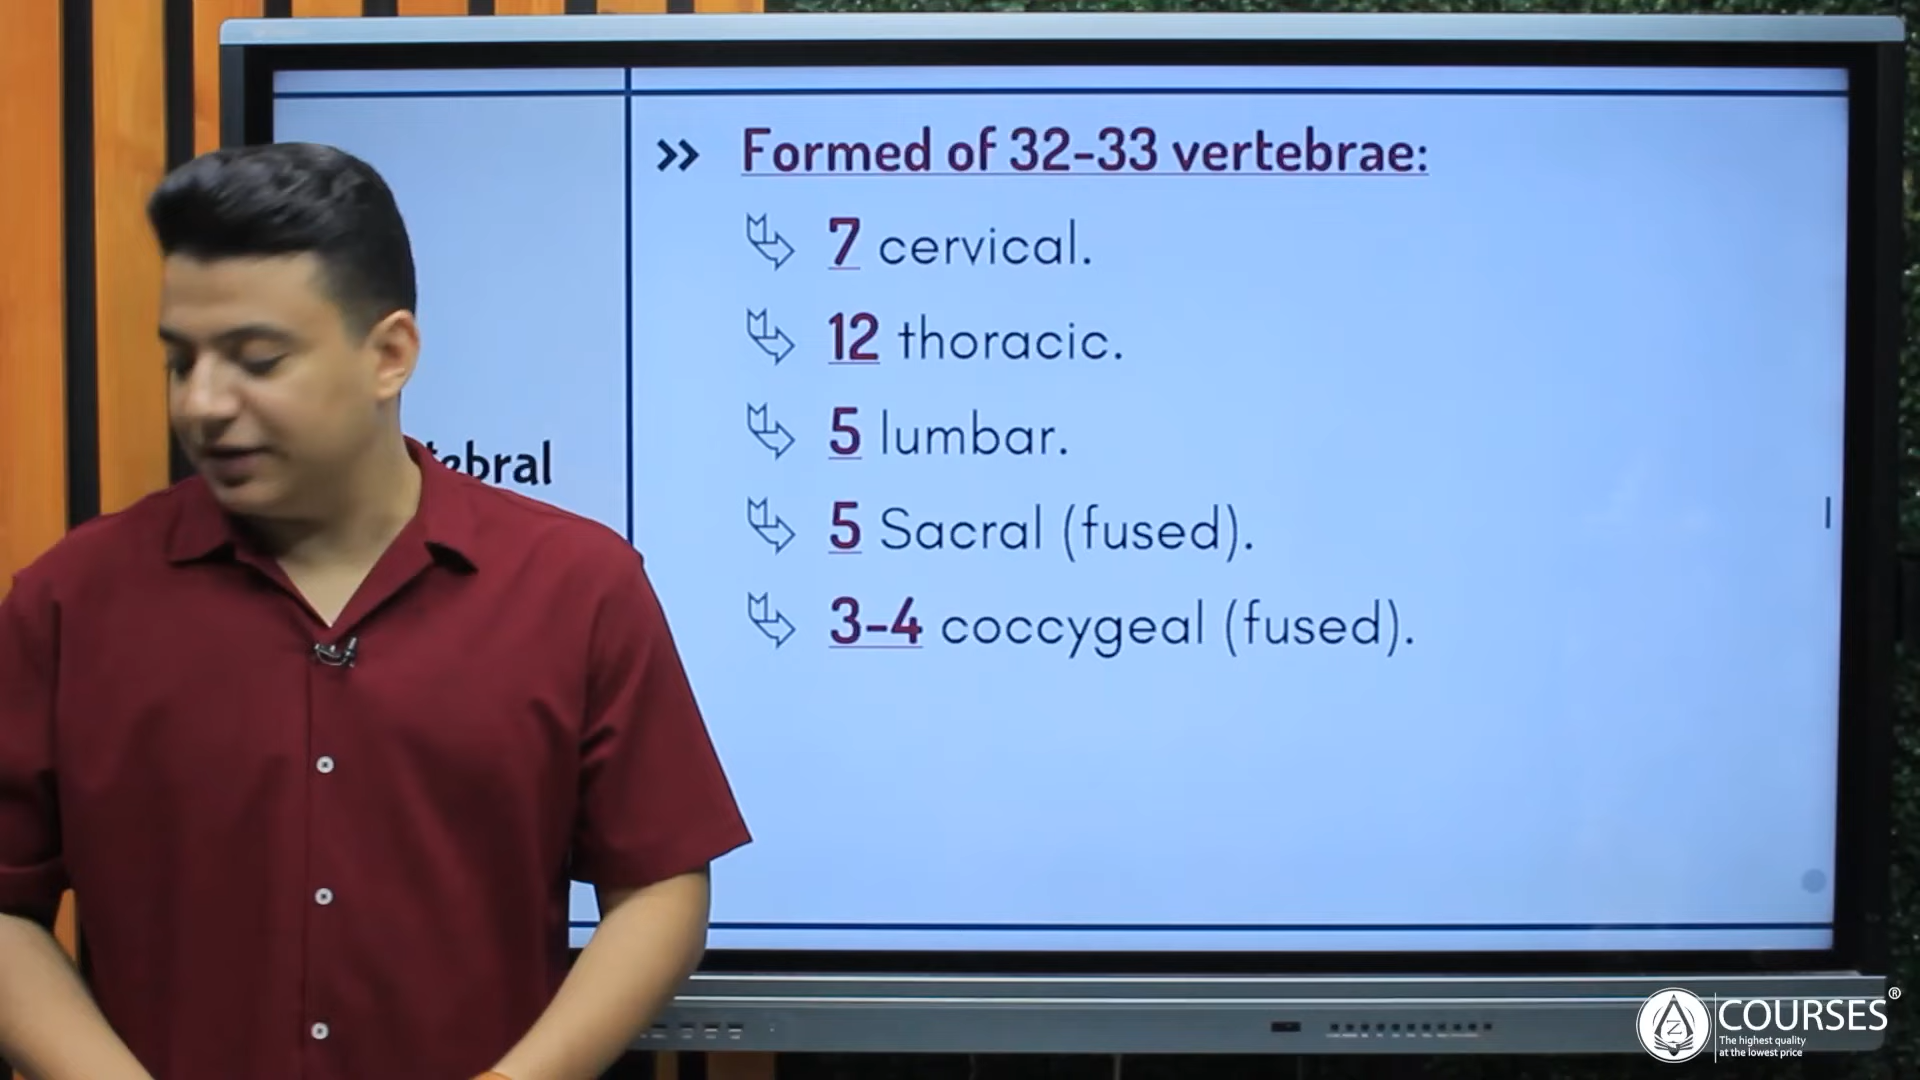 >> Formed of 32-33 vertebrae:
7 cervical.
12 thoracic.
5 lumbar.
5 Sacral (fused).
3-4 coccygeal (fused).
COURSES®
The highest quality
at the lowest price